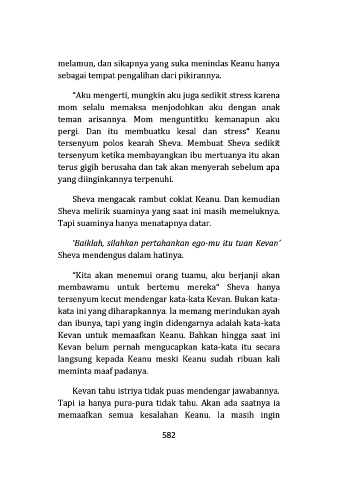 melamun, dan sikapnya yang suka menindas Keanu hanya
sebagai tempat pengalihan dari pikirannya.
"Aku mengerti, mungkin aku juga sedikit stress karena
mom selalu memaksa menjodohkan aku dengan anak
teman arisannya. Mom menguntitku kemanapun aku
pergi. Dan itu membuatku kesal dan stress" Keanu
tersenyum polos kearah Sheva. Membuat Sheva sedikit
tersenyum ketika membayangkan ibu mertuanya itu akan
terus gigih berusaha dan tak akan menyerah sebelum apa
yang diinginkannya terpenuhi.
Sheva mengacak rambut coklat Keanu. Dan kemudian
Sheva melirik suaminya yang saat ini masih memeluknya.
Tapi suaminya hanya menatapnya datar.
'Baiklah, silahkan pertahankan ego-mu itu tuan Kevan'
Sheva mendengus dalam hatinya.
"Kita akan menemui orang tuamu, aku berjanji akan
membawamu untuk bertemu mereka" Sheva hanya
tersenyum kecut mendengar kata-kata Kevan. Bukan kata-
kata ini yang diharapkannya. Ia memang merindukan ayah
dan ibunya, tapi yang ingin didengarnya adalah kata-kata
Kevan untuk memaafkan Keanu. Bahkan hingga saat ini
Kevan belum pernah mengucapkan kata-kata itu secara
langsung kepada Keanu meski Keanu sudah ribuan kali
meminta maaf padanya.
Kevan tahu istriya tidak puas mendengar jawabannya.
Tapi ia hanya pura-pura tidak tahu. Akan ada saatnya ia
memaafkan semua kesalahan Keanu. Ia masih ingin
582